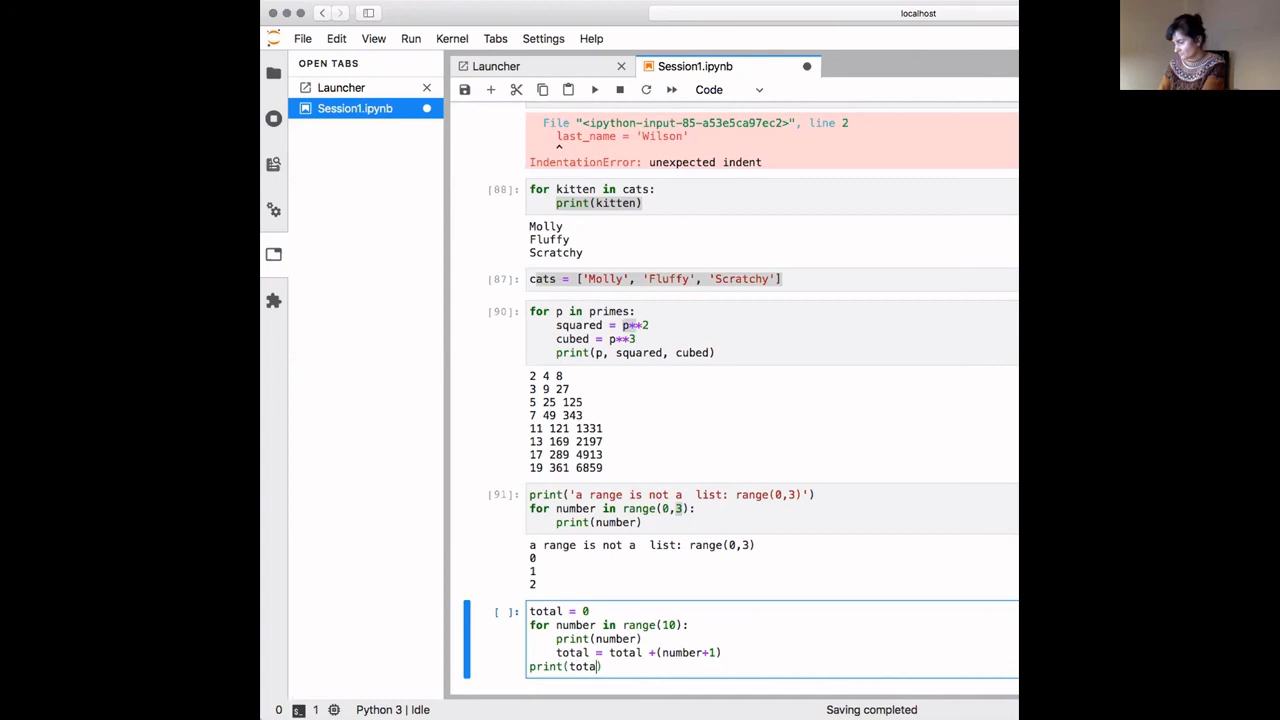 localhost
File Edit View Run Kernel Tabs Settings Help
OPEN TABS
Launcher
Session1.ipynb
Launcher
Session1.ipynb
Code
File "<ipython-input-85-a53e5ca97ec2>", line 2
last_name = 'Wilson'
^
IndentationError: unexpected indent
[88]: for kitten in cats:
print(kitten)
Molly
Fluffy
Scratchy
[87]: cats = ['Molly', 'Fluffy', 'Scratchy']
[90]: for p in primes:
squared = p**2
cubed = p**3
print(p, squared, cubed)
2 4 8
3 9 27
5 25 125
7 49 343
11 121 1331
13 169 2197
17 289 4913
19 361 6859
[91]: print('a range is not a  list: range(0,3)')
for number in range(0,3):
print(number)
a range is not a  list: range(0,3)
0
1
2
[ ]: total = 0
for number in range(10):
print(number)
total = total +(number+1)
print(tota)
0 1 Python 3 | Idle Saving completed